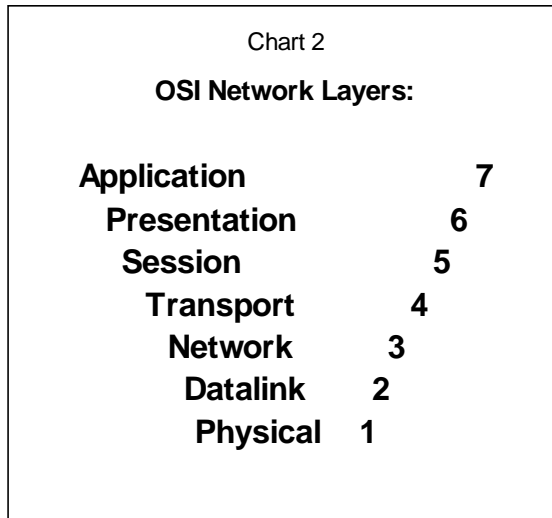 Chart 2
OSI Network Layers:
Application 7
Presentation 6
Session 5
Transport 4
Network 3
Datalink 2
Physical 1